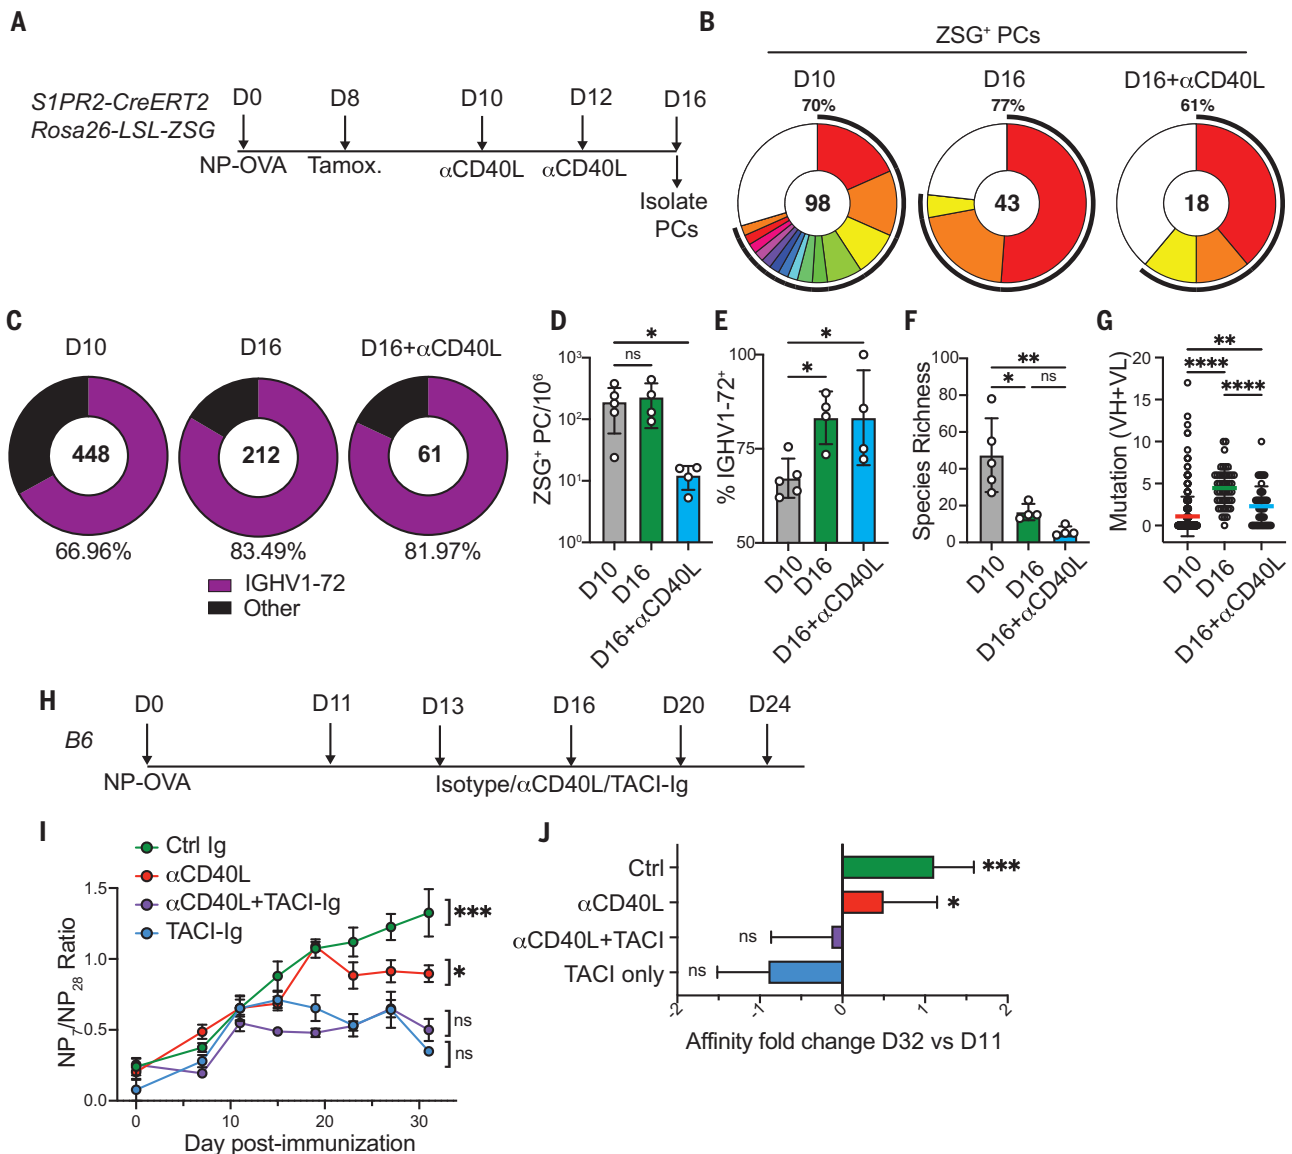 A
S1PR2-CreERT2
Rosa26-LSL-ZSG
D0 D8 D10 D12 D16
NP-OVA Tamox. αCD40L αCD40L
Isolate
PCs
B
ZSG⁺ PCs
D10 D16 D16+αCD40L
70% 77% 61%
98 43 18
C
D10 D16 D16+αCD40L
448 212 61
66.96% 83.49% 81.97%
IGHV1-72
Other
D
ZSG⁺ PC/10⁶
10³
10²
10¹
10⁰
*
ns
D10 D16 D16+αCD40L
E
% IGHV1-72⁺
100
75
50
*
*
D10 D16 D16+αCD40L
F
Species Richness
100
80
60
40
20
0
**
* ns
D10 D16 D16+αCD40L
G
Mutation (VH+VL)
20
15
10
5
0
**
****
****
D10 D16 D16+αCD40L
H
B6
D0 D11 D13 D16 D20 D24
NP-OVA Isotype/αCD40L/TACI-Ig
I
Ctrl Ig
αCD40L
αCD40L+TACI-Ig
TACI-Ig
NP₇/NP₂₈ Ratio
1.5
1.0
0.5
0.0
***
*
ns
ns
0 10 20 30
Day post-immunization
J
Ctrl ***
αCD40L *
αCD40L+TACI ns
TACI only ns
-2 -1 0 1 2
Affinity fold change D32 vs D11